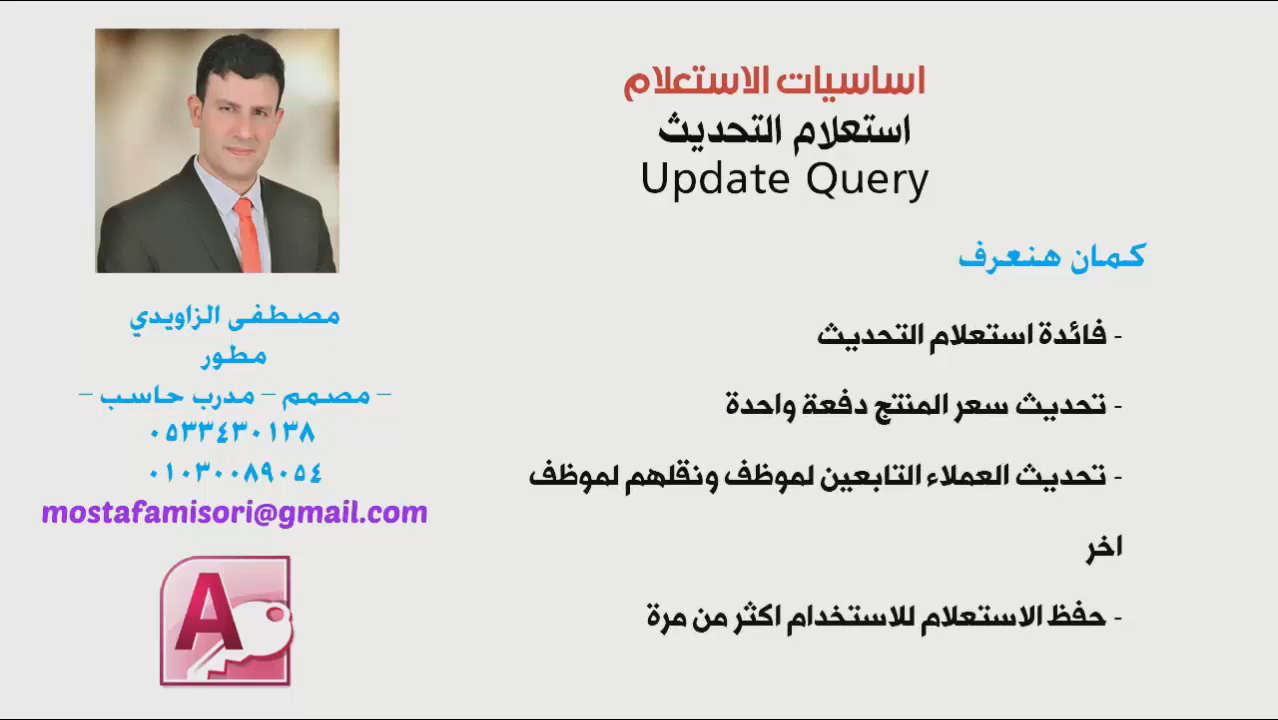 اساسيات الاستعلام
استعلام التحديث
Update Query
كمان هنعرف
- فائدة استعلام التحديث
- تحديث سعر المنتج دفعة واحدة
- تحديث العملاء التابعين لموظف ونقلهم لموظف
اخر
- حفظ الاستعلام للاستخدام اكثر من مرة
مصطفى الزاويدي
مطور
– مصمم – مدرب حاسب –
٠٥٣٣٤٣٠١٣٨
٠١٠٣٠٠٨٩٠٥٤
mostafamisori@gmail.com
A